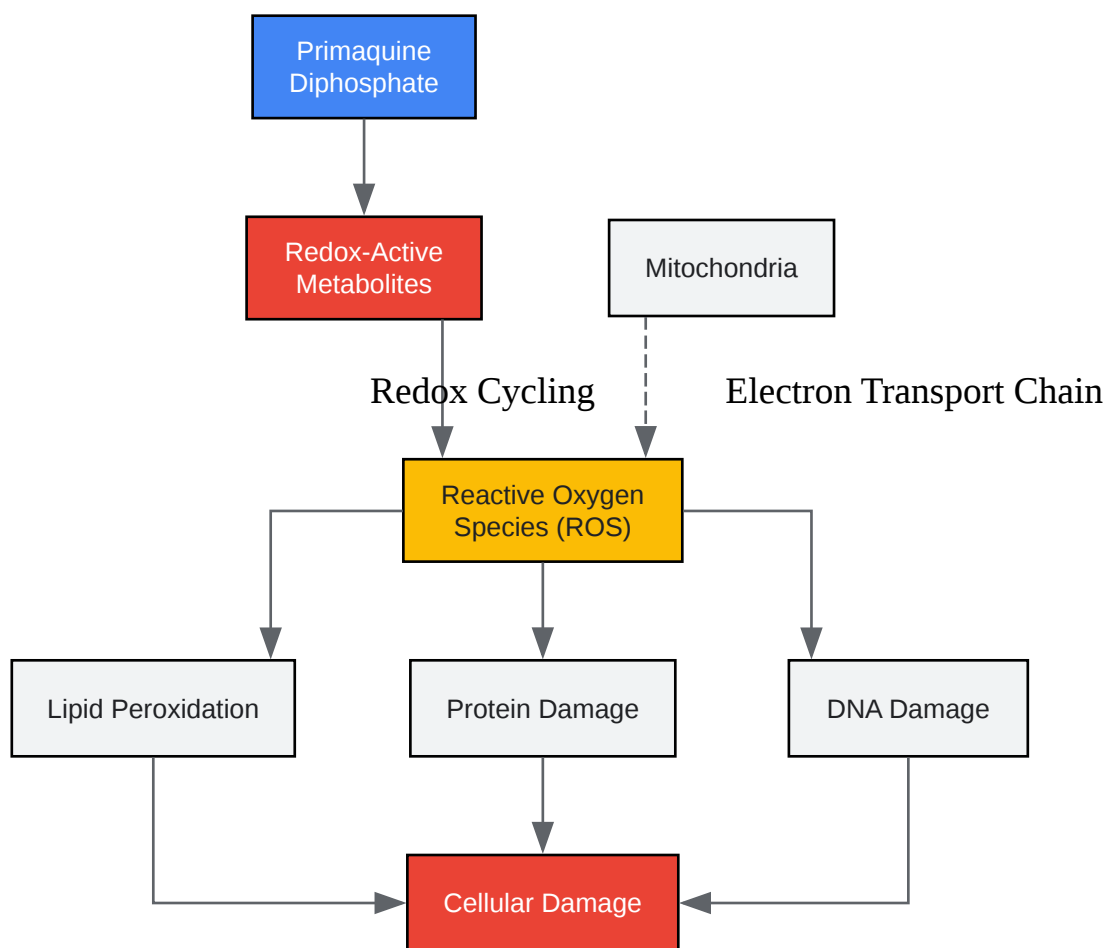 Primaquine
Diphosphate
Redox-Active
Metabolites
Mitochondria
Redox Cycling
Electron Transport Chain
Reactive Oxygen
Species (ROS)
Lipid Peroxidation
Protein Damage
DNA Damage
Cellular Damage